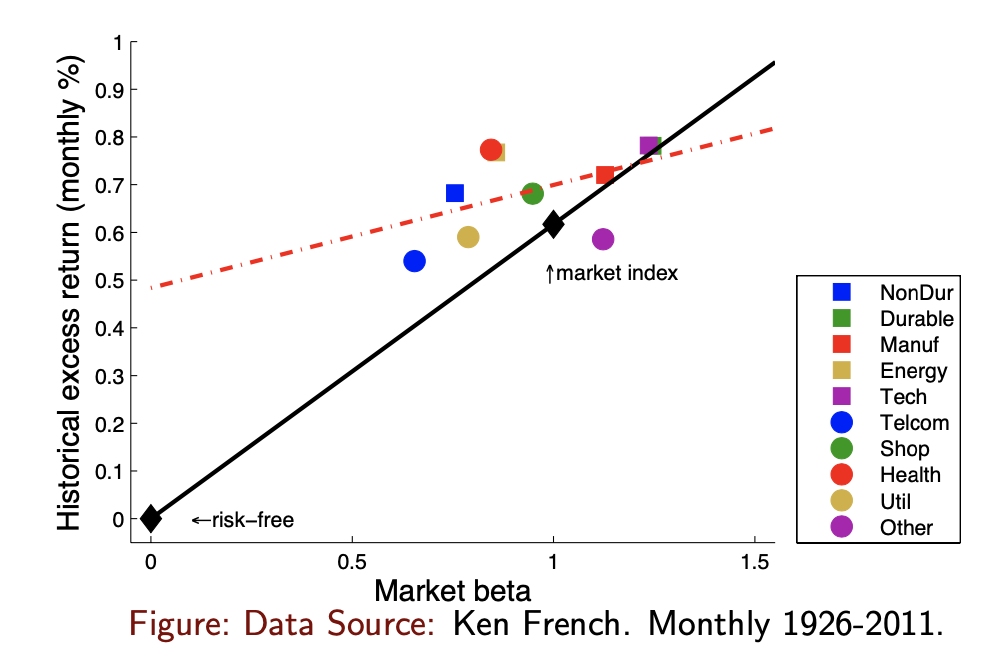 Historical excess return (monthly %)
1
0.9
0.8
0.7
0.6
0.5
0.4
0.3
0.2
0.1
0
↑market index
←risk−free
0 0.5 1 1.5
Market beta
NonDur
Durable
Manuf
Energy
Tech
Telcom
Shop
Health
Util
Other
Figure: Data Source: Ken French. Monthly 1926-2011.